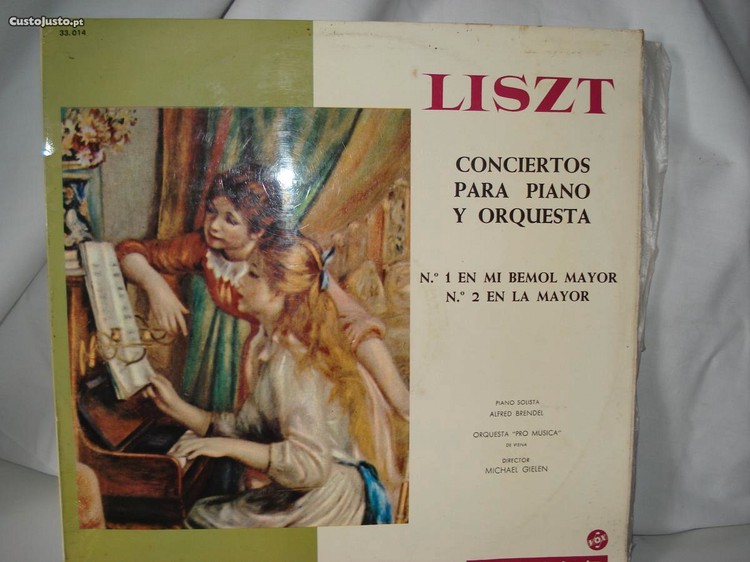 CustoJusto.pt
33.014
LISZT
CONCIERTOS
PARA PIANO
Y ORQUESTA
N.º 1 EN MI BEMOL MAYOR
N.º 2 EN LA MAYOR
PIANO SOLISTA
ALFRED BRENDEL
ORQUESTA "PRO MUSICA"
DE VIENA
DIRECTOR
MICHAEL GIELEN
VOX